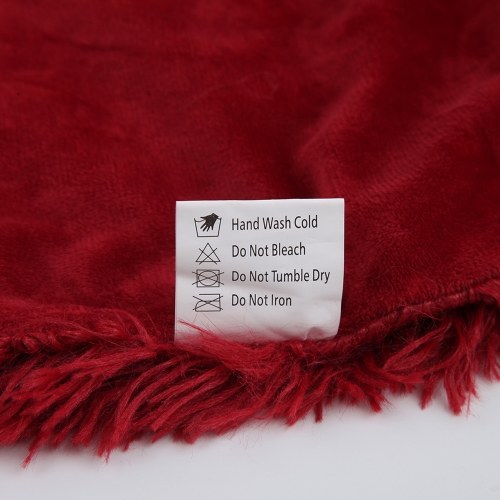 Hand Wash Cold
Do Not Bleach
Do Not Tumble Dry
Do Not Iron